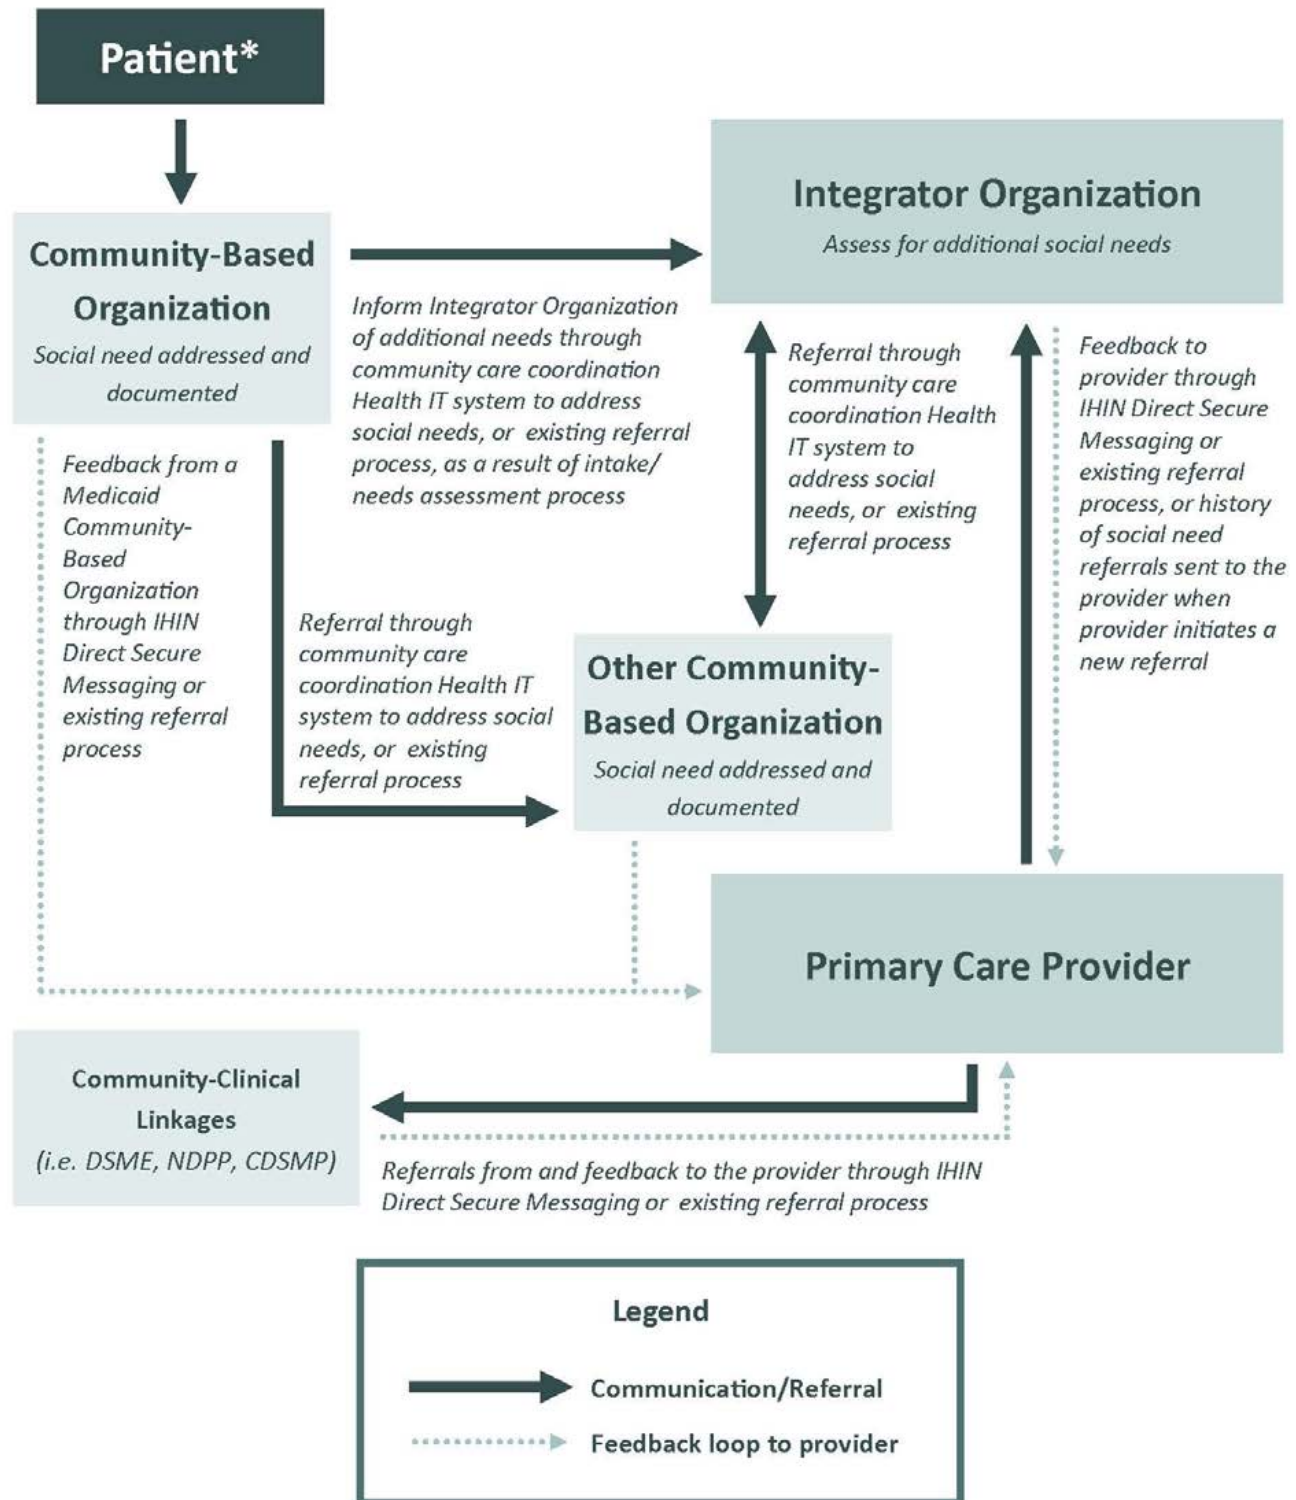 Patient*
Community-Based
Organization
Social need addressed and
documented
Integrator Organization
Assess for additional social needs
Inform Integrator Organization
of additional needs through
community care coordination
Health IT system to address
social needs, or existing referral
process, as a result of intake/
needs assessment process
Referral through
community care
coordination Health
IT system to
address social
needs, or existing
referral process
Feedback to
provider through
IHIN Direct Secure
Messaging or
existing referral
process, or history
of social need
referrals sent to the
provider when
provider initiates a
new referral
Feedback from a
Medicaid
Community-
Based
Organization
through IHIN
Direct Secure
Messaging or
existing referral
process
Referral through
community care
coordination Health IT
system to address social
needs, or existing
referral process
Other Community-
Based Organization
Social need addressed and
documented
Primary Care Provider
Community-Clinical
Linkages
(i.e. DSME, NDPP, CDSMP)
Referrals from and feedback to the provider through IHIN
Direct Secure Messaging or existing referral process
Legend
Communication/Referral
Feedback loop to provider